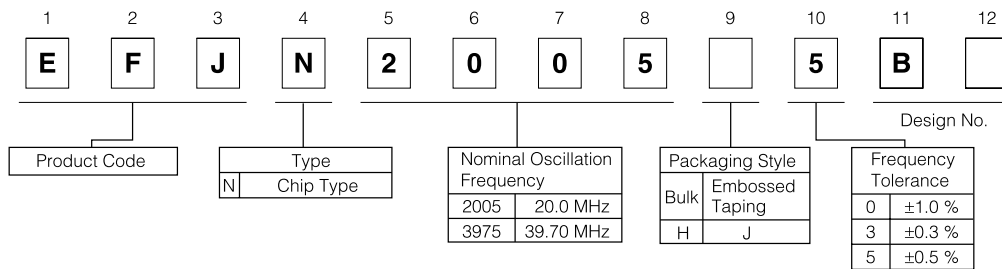 1 2 3 4 5 6 7 8 9 10 11 12
E F J N 2 0 0 5 5 B
Design No.
Product Code
Type
N Chip Type
Nominal Oscillation
Frequency
2005 20.0 MHz
3975 39.70 MHz
Packaging Style
Bulk Embossed
Taping
H J
Frequency
Tolerance
0 ±1.0 %
3 ±0.3 %
5 ±0.5 %